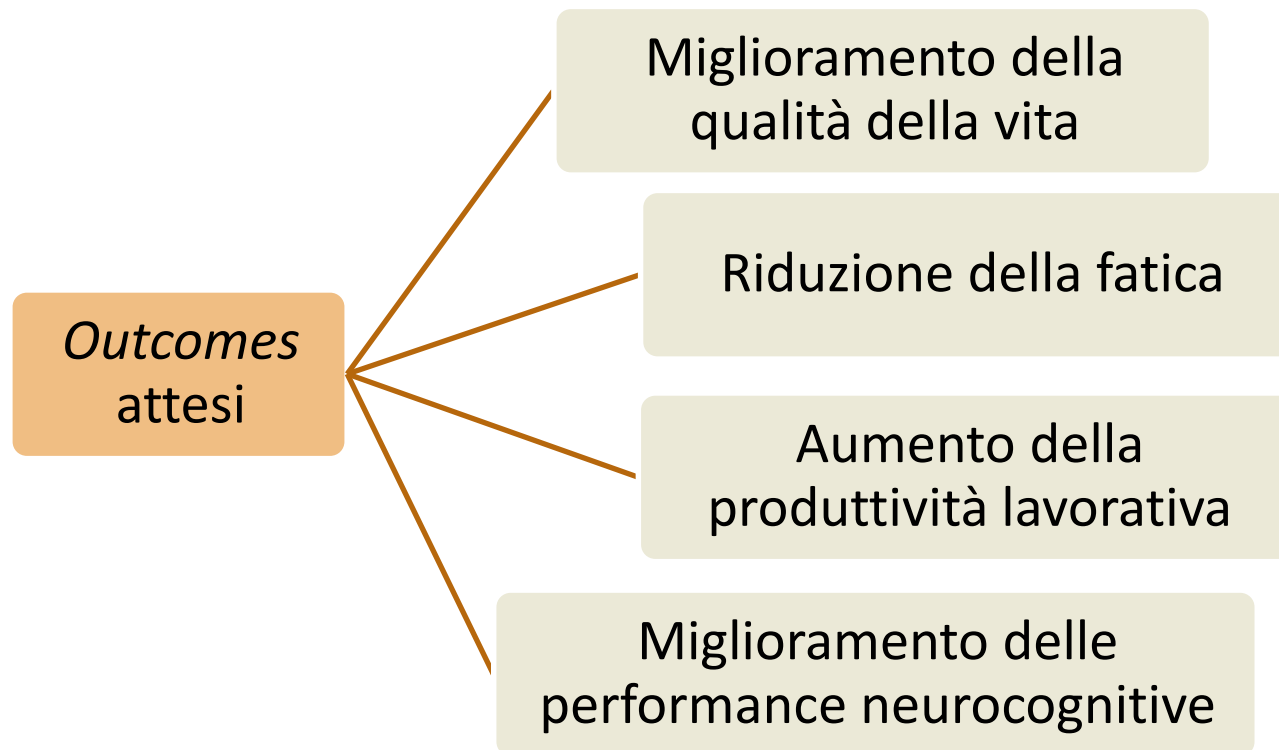 Miglioramento della
qualità della vita
Riduzione della fatica
Outcomes
attesi
Aumento della
produttività lavorativa
Miglioramento delle
performance neurocognitive